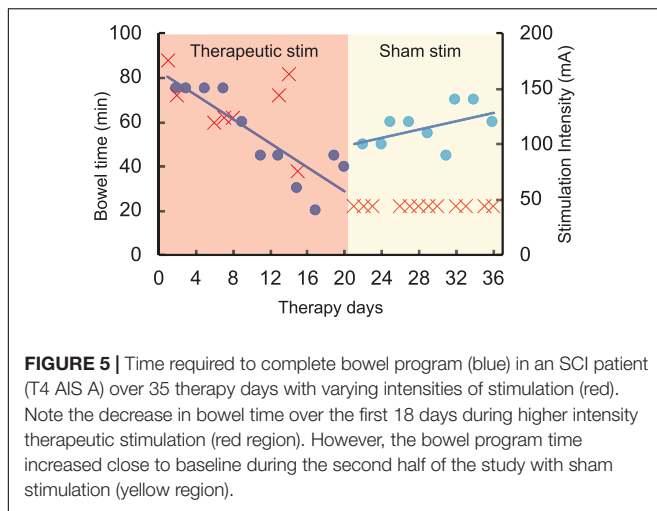 100
80
60
40
20
0
Bowel time (min)
Therapeutic stim
Sham stim
200
150
100
50
0
Stimulation Intensity (mA)
0 4 8 12 16 20 24 28 32 36
Therapy days
FIGURE 5 | Time required to complete bowel program (blue) in an SCI patient
(T4 AIS A) over 35 therapy days with varying intensities of stimulation (red).
Note the decrease in bowel time over the first 18 days during higher intensity
therapeutic stimulation (red region). However, the bowel program time
increased close to baseline during the second half of the study with sham
stimulation (yellow region).